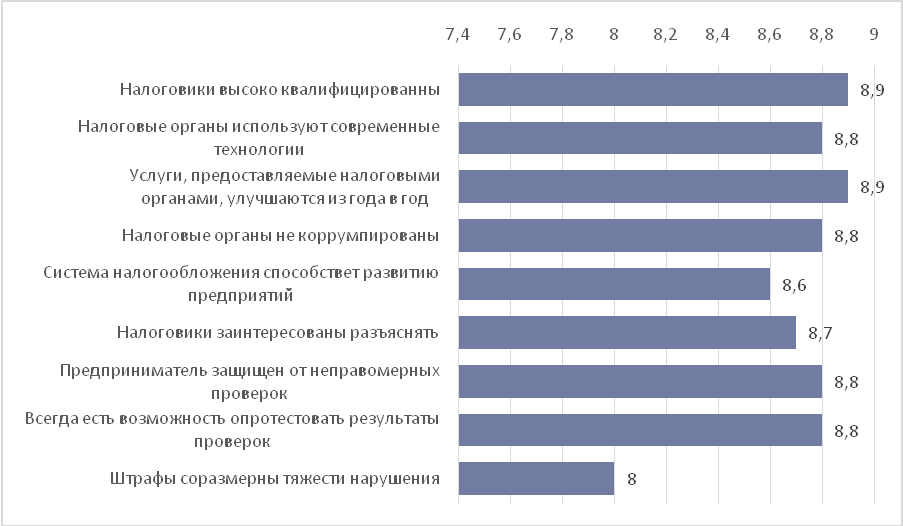 7,4 7,6 7,8 8 8,2 8,4 8,6 8,8 9
Налоговики высоко квалифицированны
8,9
Налоговые органы используют современные
технологии
8,8
Услуги, предоставляемые налоговыми
органами, улучшаются из года в год
8,9
Налоговые органы не коррумпированы
8,8
Система налогообложения способствет развитию
предприятий
8,6
Налоговики заинтересованы разъяснять
8,7
Предприниматель защищен от неправомерных
проверок
8,8
Всегда есть возможность опротестовать результаты
проверок
8,8
Штрафы соразмерны тяжести нарушения
8